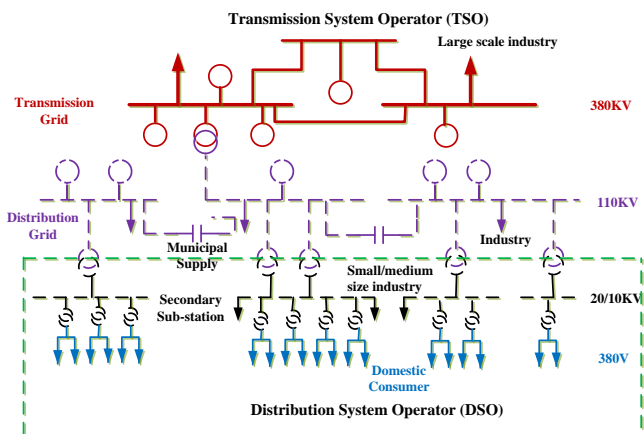 Transmission System Operator (TSO)
Large scale industry
Transmission
Grid
380KV
110KV
Distribution
Grid
Municipal
Supply
Industry
Small/medium
size industry
Secondary
Sub-station
20/10KV
380V
Domestic
Consumer
Distribution System Operator (DSO)